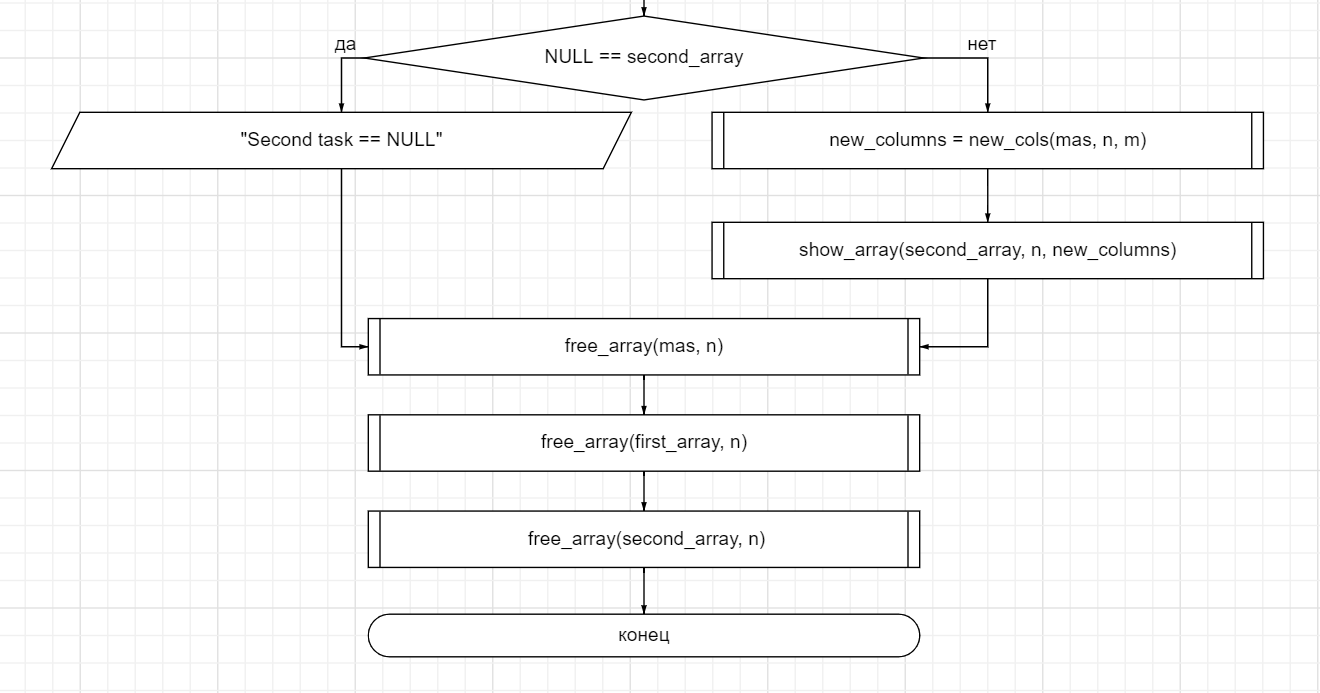 да
NULL == second_array
нет
"Second task == NULL"
new_columns = new_cols(mas, n, m)
show_array(second_array, n, new_columns)
free_array(mas, n)
free_array(first_array, n)
free_array(second_array, n)
конец